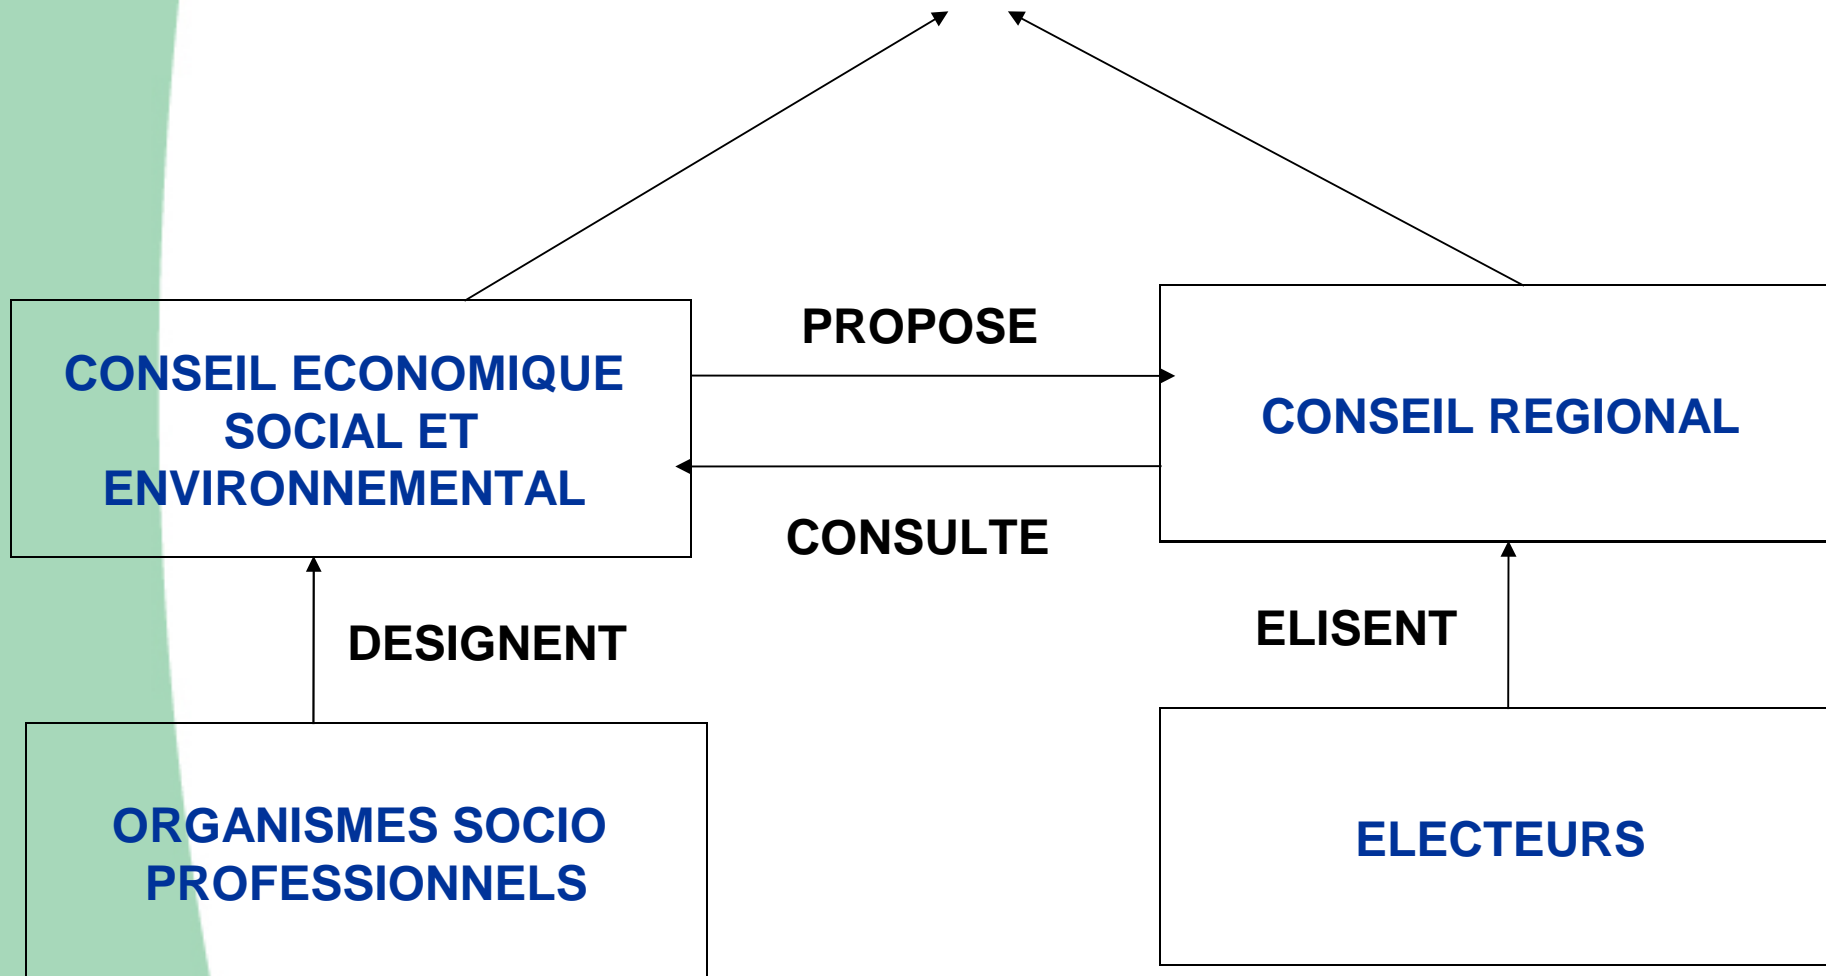 PROPOSE
CONSEIL ECONOMIQUE
SOCIAL ET
ENVIRONNEMENTAL
CONSEIL REGIONAL
CONSULTE
DESIGNENT
ELISENT
ORGANISMES SOCIO
PROFESSIONNELS
ELECTEURS